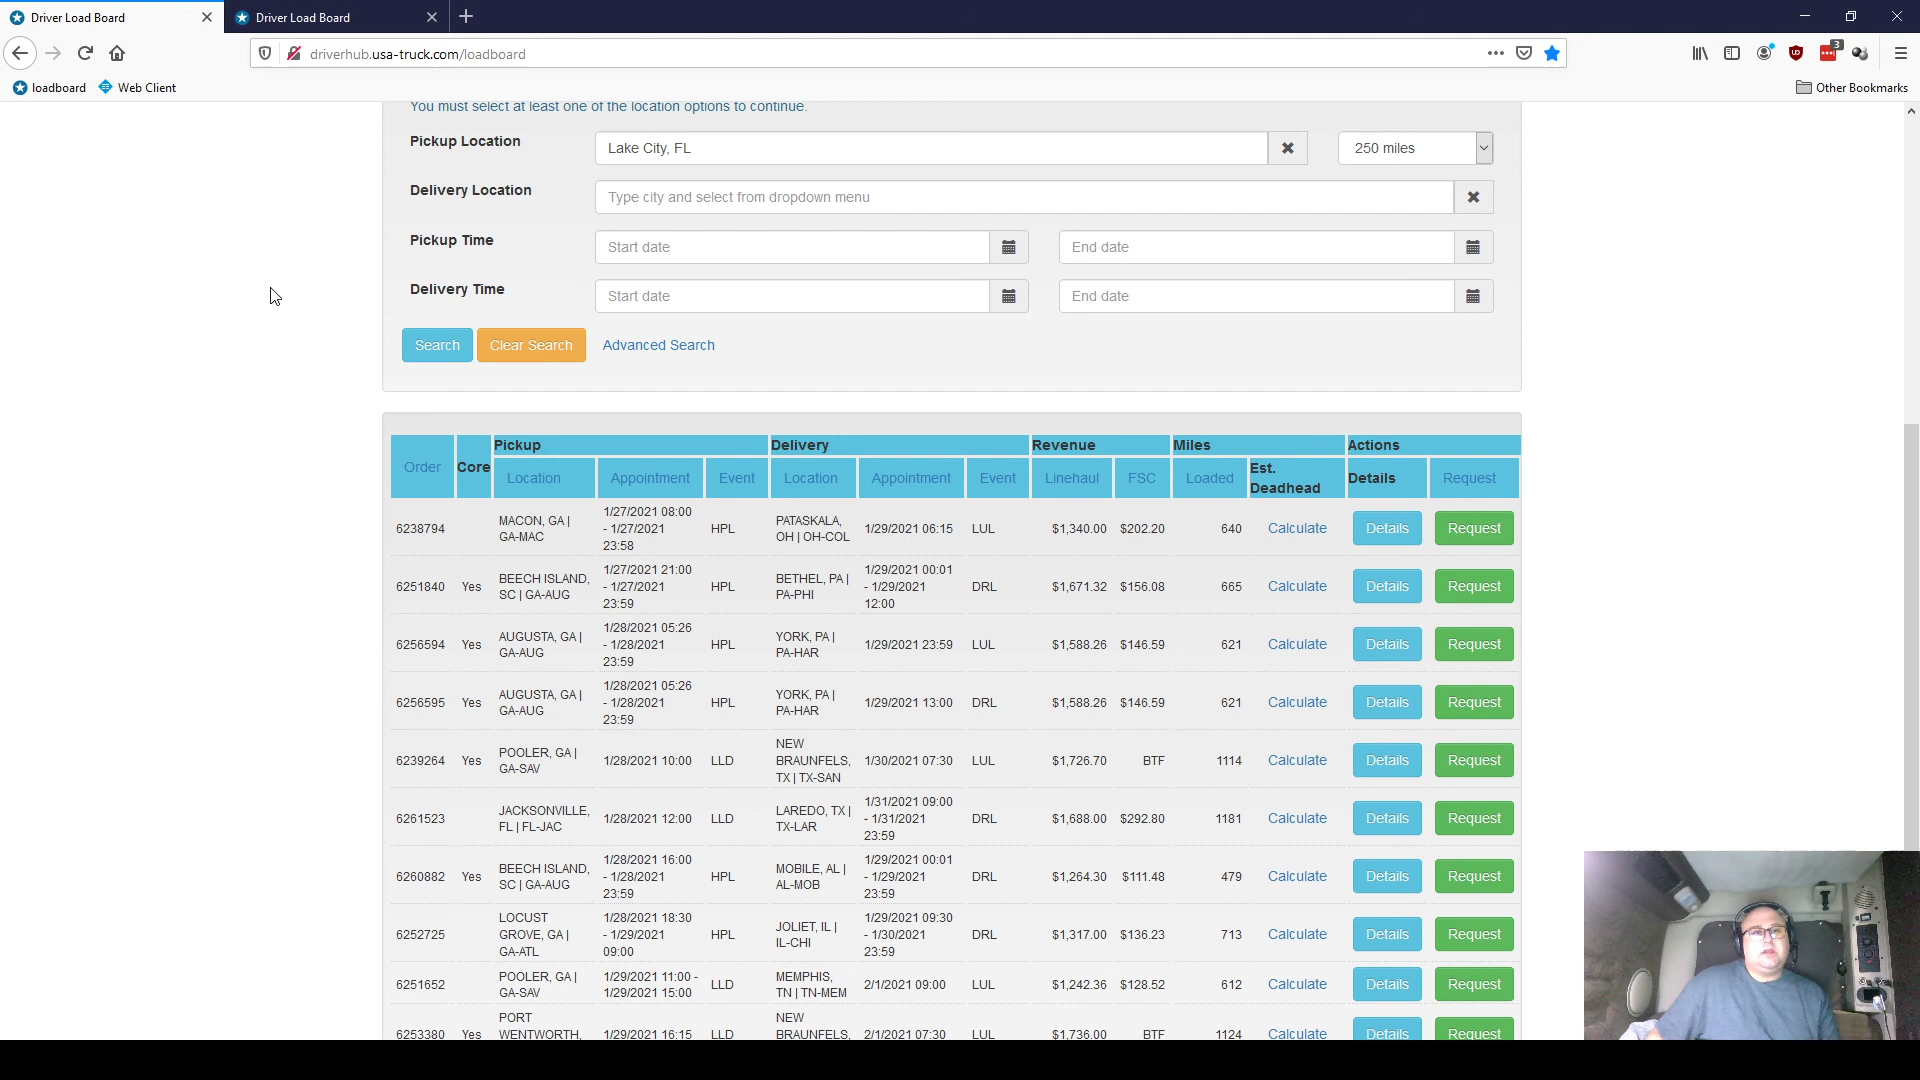 Driver Load Board
Driver Load Board
driverhub.usa-truck.com/loadboard
3
loadboard
Web Client
Other Bookmarks
You must select at least one of the location options to continue.
Pickup Location
Lake City, FL
250 miles
Delivery Location
Type city and select from dropdown menu
Pickup Time
Start date
End date
Delivery Time
Start date
End date
Search
Clear Search
Advanced Search
Order
Core
Pickup
Delivery
Revenue
Miles
Actions
Location
Appointment
Event
Location
Appointment
Event
Linehaul
FSC
Loaded
Est.
Deadhead
Details
Request
6238794 MACON, GA | GA-MAC 1/27/2021 08:00 - 1/27/2021 23:58 HPL PATASKALA, OH | OH-COL 1/29/2021 06:15 LUL $1,340.00 $202.20 640 Calculate Details Request
6251840 Yes BEECH ISLAND, SC | GA-AUG 1/27/2021 21:00 - 1/27/2021 23:59 HPL BETHEL, PA | PA-PHI 1/29/2021 00:01 - 1/29/2021 12:00 DRL $1,671.32 $156.08 665 Calculate Details Request
6256594 Yes AUGUSTA, GA | GA-AUG 1/28/2021 05:26 - 1/28/2021 23:59 HPL YORK, PA | PA-HAR 1/29/2021 23:59 LUL $1,588.26 $146.59 621 Calculate Details Request
6256595 Yes AUGUSTA, GA | GA-AUG 1/28/2021 05:26 - 1/28/2021 23:59 HPL YORK, PA | PA-HAR 1/29/2021 13:00 DRL $1,588.26 $146.59 621 Calculate Details Request
6239264 Yes POOLER, GA | GA-SAV 1/28/2021 10:00 LLD NEW BRAUNFELS, TX | TX-SAN 1/30/2021 07:30 LUL $1,726.70 BTF 1114 Calculate Details Request
6261523 JACKSONVILLE, FL | FL-JAC 1/28/2021 12:00 LLD LAREDO, TX | TX-LAR 1/31/2021 09:00 - 1/31/2021 23:59 DRL $1,688.00 $292.80 1181 Calculate Details Request
6260882 Yes BEECH ISLAND, SC | GA-AUG 1/28/2021 16:00 - 1/28/2021 23:59 HPL MOBILE, AL | AL-MOB 1/29/2021 00:01 - 1/29/2021 23:59 DRL $1,264.30 $111.48 479 Calculate Details Request
6252725 LOCUST GROVE, GA | GA-ATL 1/28/2021 18:30 - 1/29/2021 09:00 HPL JOLIET, IL | IL-CHI 1/29/2021 09:30 - 1/30/2021 23:59 DRL $1,317.00 $136.23 713 Calculate Details Request
6251652 POOLER, GA | GA-SAV 1/29/2021 11:00 - 1/29/2021 15:00 LLD MEMPHIS, TN | TN-MEM 2/1/2021 09:00 LUL $1,242.36 $128.52 612 Calculate Details Request
6253380 Yes PORT WENTWORTH, 1/29/2021 16:15 LLD NEW BRAUNFELS, 2/1/2021 07:30 LUL $1,736.00 BTF 1124 Calculate Details Request